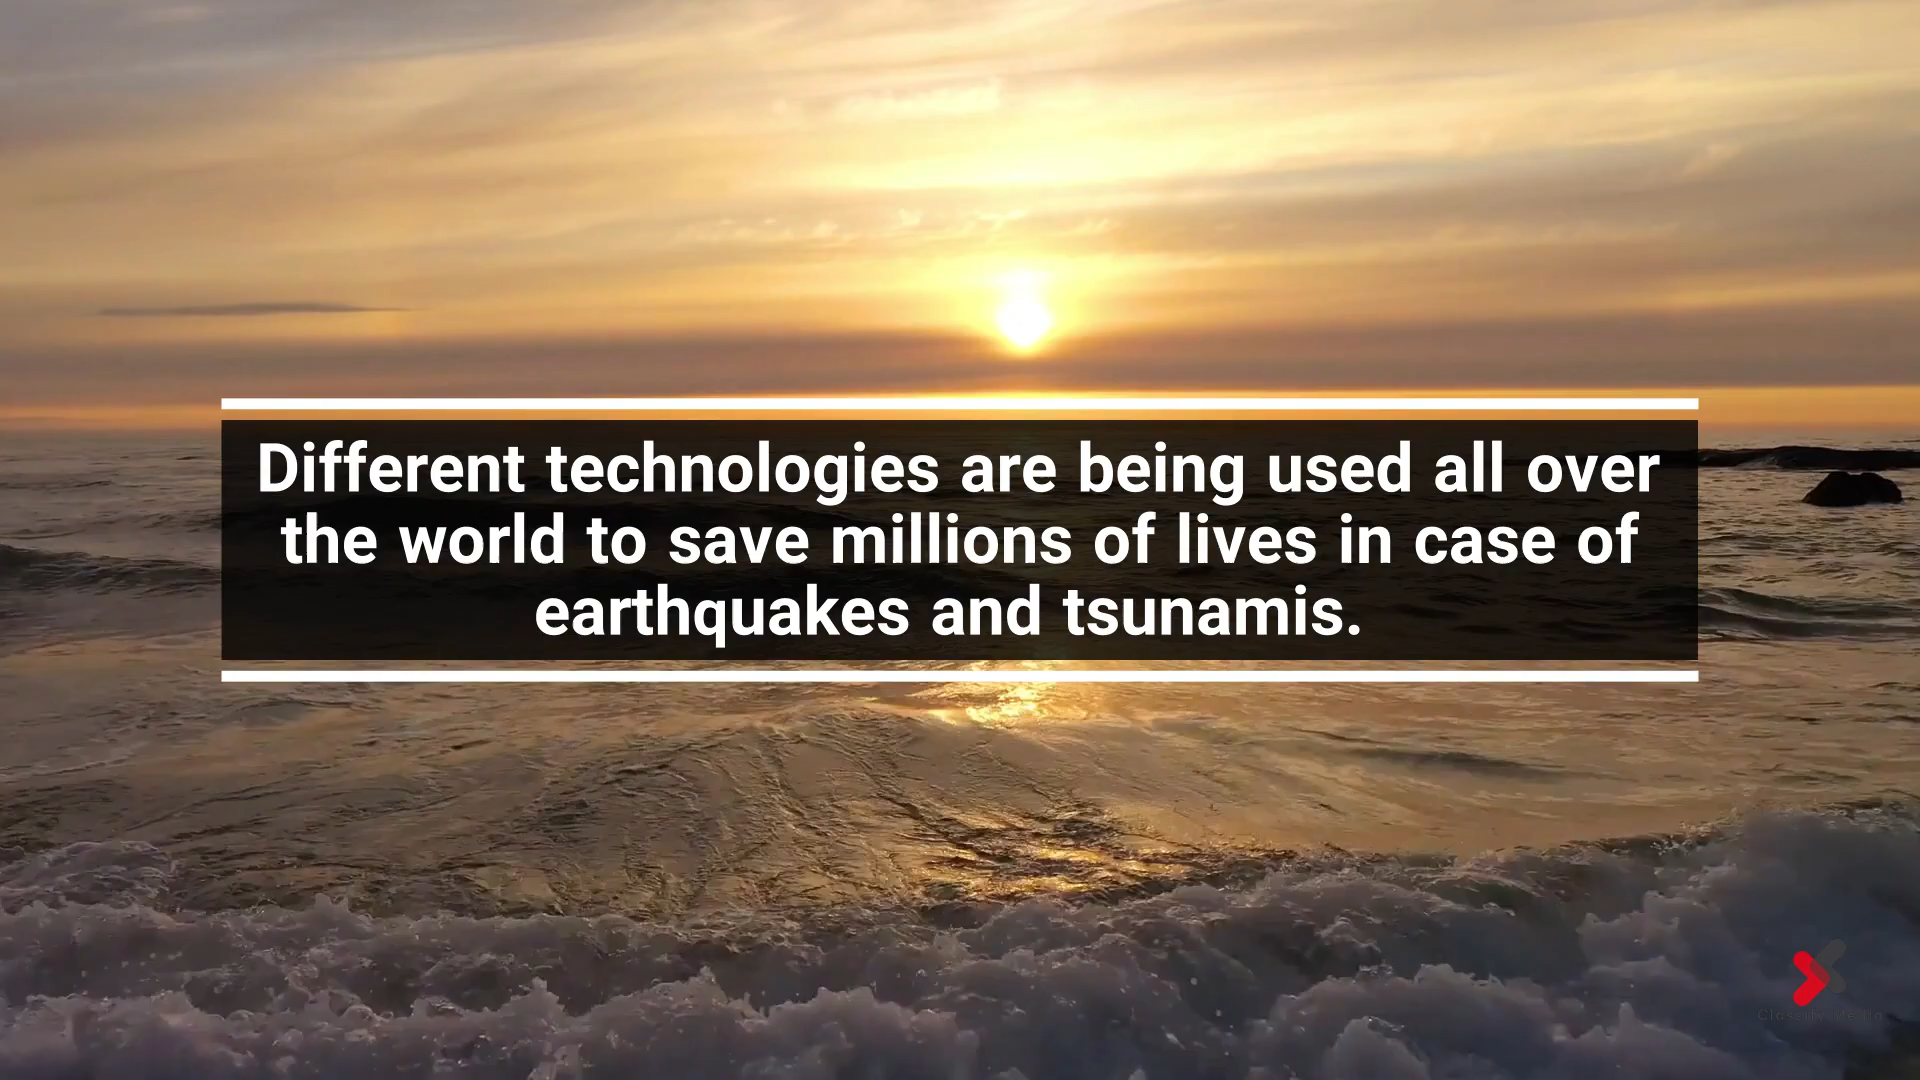 Different technologies are being used all over
the world to save millions of lives in case of
earthquakes and tsunamis.